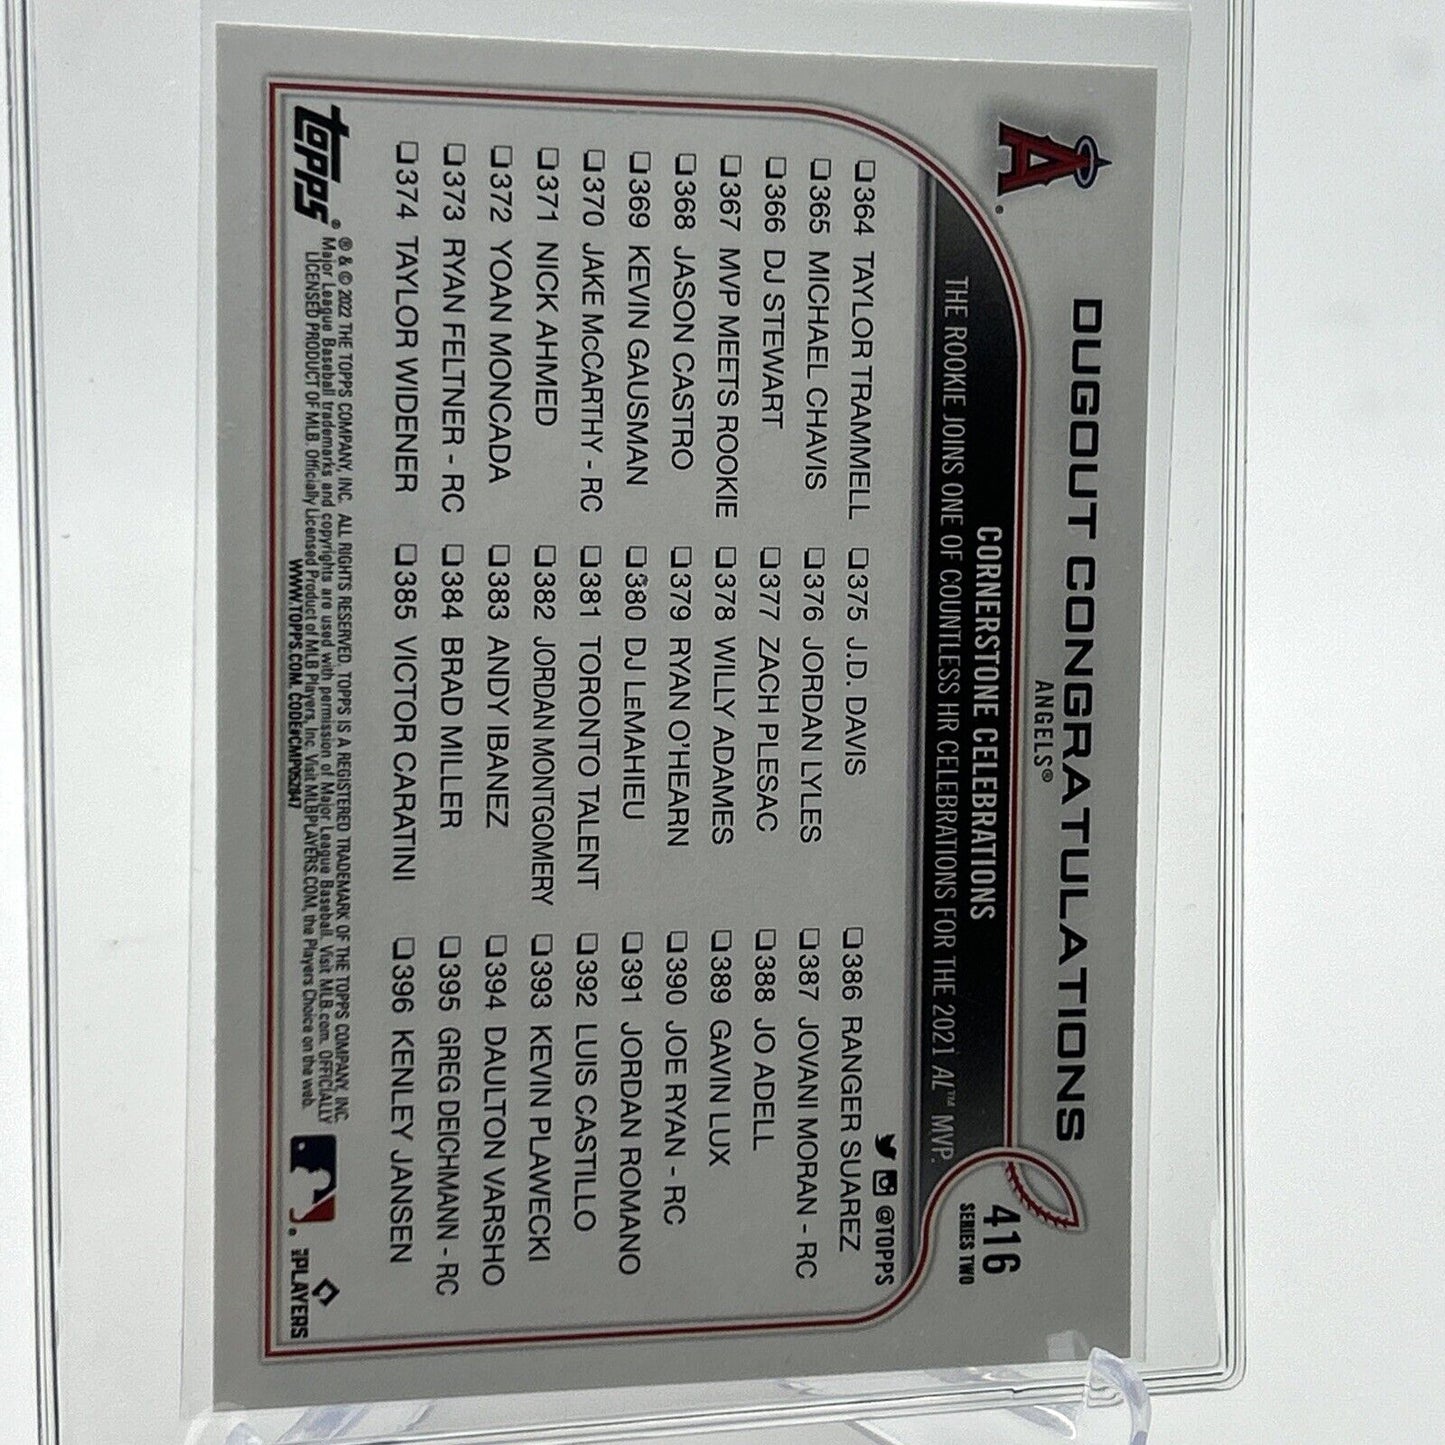 A®
DUGOUT CONGRATULATIONS
ANGELS®
416
SERIES TWO
CORNERSTONE CELEBRATIONS
THE ROOKIE JOINS ONE OF COUNTLESS HR CELEBRATIONS FOR THE 2021 AL™ MVP.
@TOPPS
❑364 TAYLOR TRAMMELL
❑365 MICHAEL CHAVIS
❑366 DJ STEWART
❑367 MVP MEETS ROOKIE
❑368 JASON CASTRO
❑369 KEVIN GAUSMAN
❑370 JAKE McCARTHY - RC
❑371 NICK AHMED
❑372 YOAN MONCADA
❑373 RYAN FELTNER - RC
❑374 TAYLOR WIDENER
❑375 J.D. DAVIS
❑376 JORDAN LYLES
❑377 ZACH PLESAC
❑378 WILLY ADAMES
❑379 RYAN O'HEARN
❑380 DJ LEMAHIEU
❑381 TORONTO TALENT
❑382 JORDAN MONTGOMERY
❑383 ANDY IBANEZ
❑384 BRAD MILLER
❑385 VICTOR CARATINI
❑386 RANGER SUAREZ
❑387 JOVANI MORAN - RC
❑388 JO ADELL
❑389 GAVIN LUX
❑390 JOE RYAN - RC
❑391 JORDAN ROMANO
❑392 LUIS CASTILLO
❑393 KEVIN PLAWECKI
❑394 DAULTON VARSHO
❑395 GREG DEICHMANN - RC
❑396 KENLEY JANSEN
topps®
® & © 2022 THE TOPPS COMPANY, INC. ALL RIGHTS RESERVED. TOPPS IS A REGISTERED TRADEMARK OF THE TOPPS COMPANY, INC.
Major League Baseball trademarks and copyrights are used with permission of Major League Baseball. Visit MLB.com. OFFICIALLY
LICENSED PRODUCT OF MLB. Officially Licensed Product of MLB Players, Inc. Visit MLBPLAYERS.COM, the Players Choice on the web.
WWW.TOPPS.COM. CODE#CMP052847
MLB PLAYERS